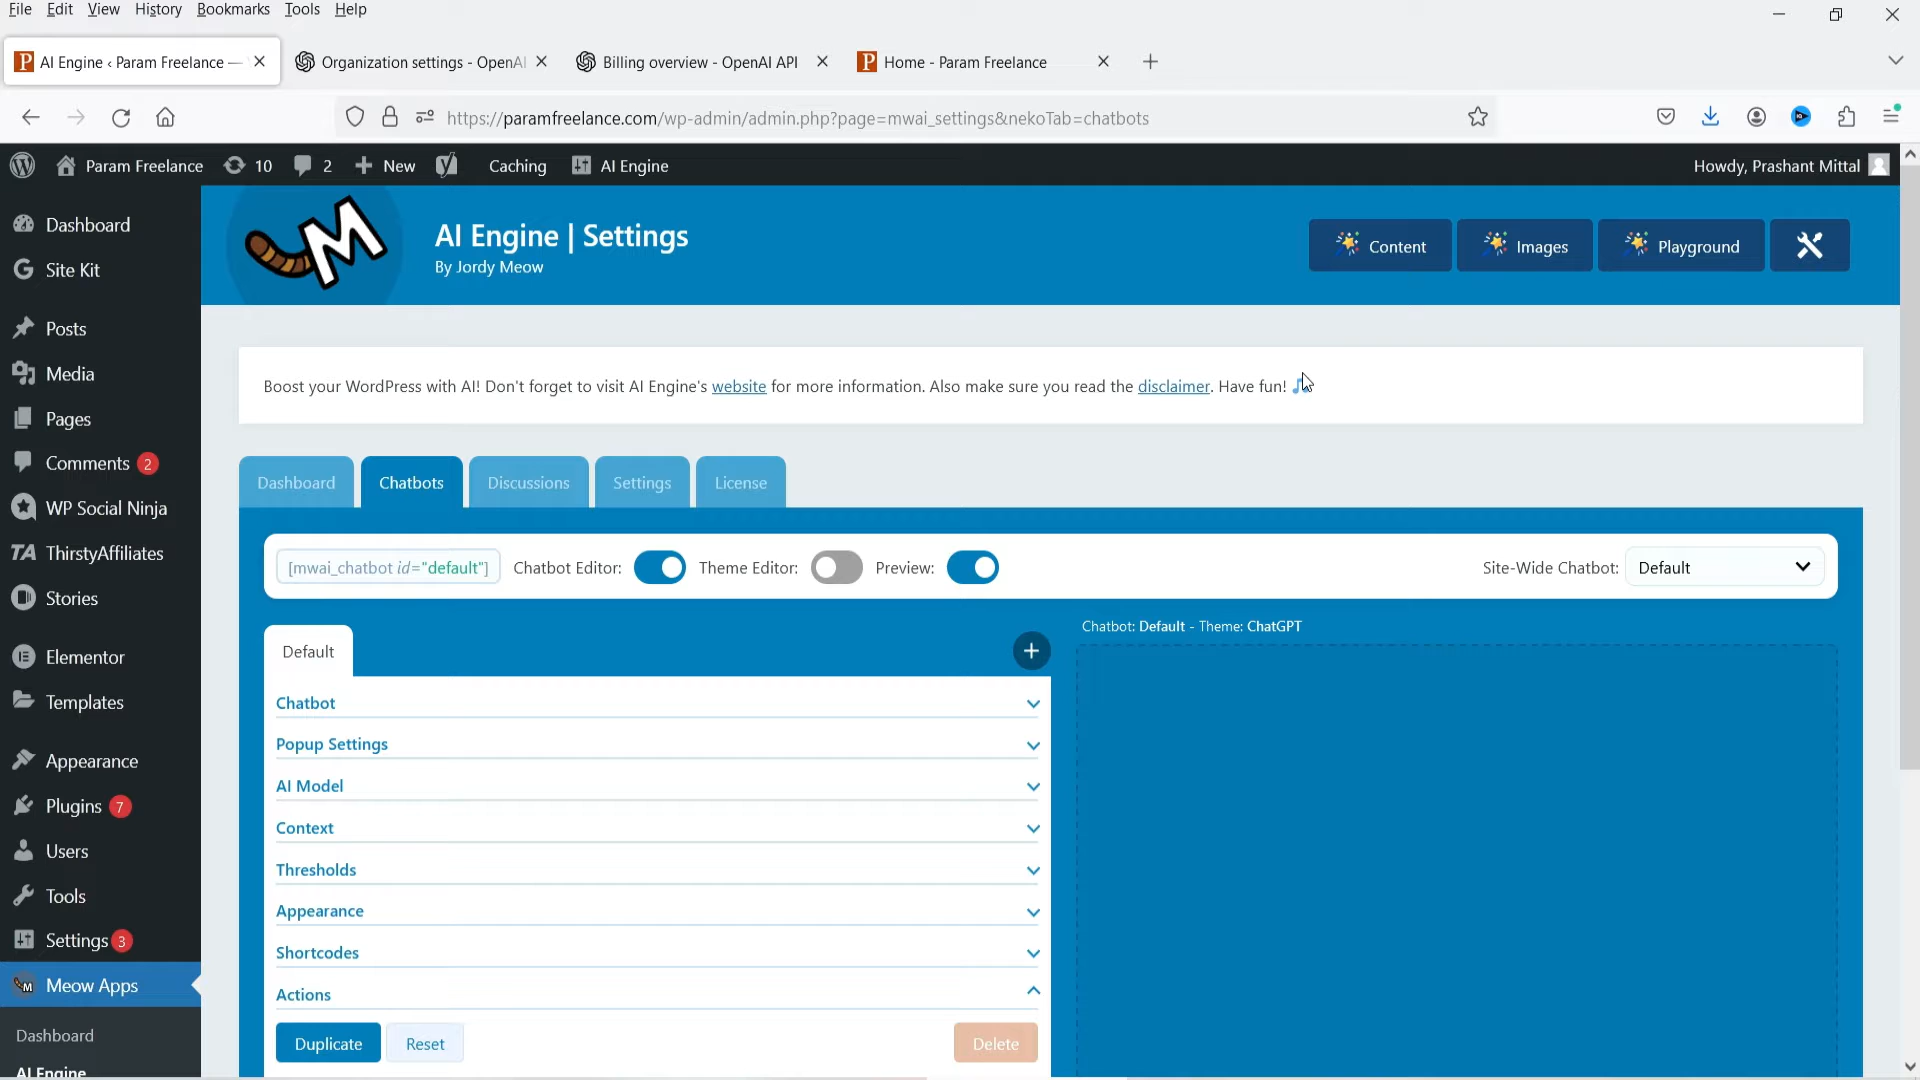 File Edit View History Bookmarks Tools Help
AI Engine ‹ Param Freelance —
Organization settings - OpenAI
Billing overview - OpenAI API
Home - Param Freelance
https://paramfreelance.com/wp-admin/admin.php?page=mwai_settings&nekoTab=chatbots
Param Freelance 10 2 New Caching AI Engine Howdy, Prashant Mittal
Dashboard
Site Kit
Posts
Media
Pages
Comments 2
WP Social Ninja
ThirstyAffiliates
Stories
Elementor
Templates
Appearance
Plugins 7
Users
Tools
Settings 3
Meow Apps
Dashboard
AI Engine
AI Engine | Settings
By Jordy Meow
Content Images Playground
Boost your WordPress with AI! Don't forget to visit AI Engine's website for more information. Also make sure you read the disclaimer. Have fun!
Dashboard Chatbots Discussions Settings License
[mwai_chatbot id="default"] Chatbot Editor: Theme Editor: Preview: Site-Wide Chatbot: Default
Default
Chatbot
Popup Settings
AI Model
Context
Thresholds
Appearance
Shortcodes
Actions
Duplicate Reset Delete
Chatbot: Default - Theme: ChatGPT